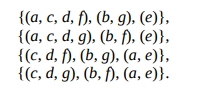 {(a, c, d, f), (b, g), (e)},
{(a, c, d, g), (b, f), (e)},
{(c, d, f), (b, g), (a, e)},
{(c, d, g), (b, f), (a, e)}.